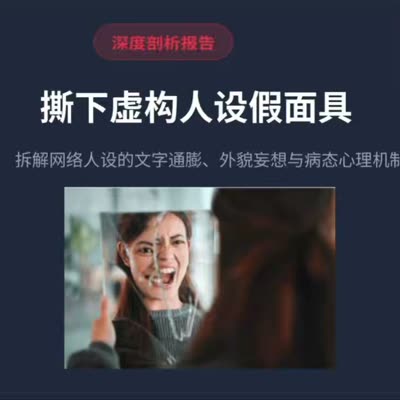 深度剖析报告
撕下虚构人设假面具
拆解网络人设的文字通膨、外貌妄想与病态心理机制